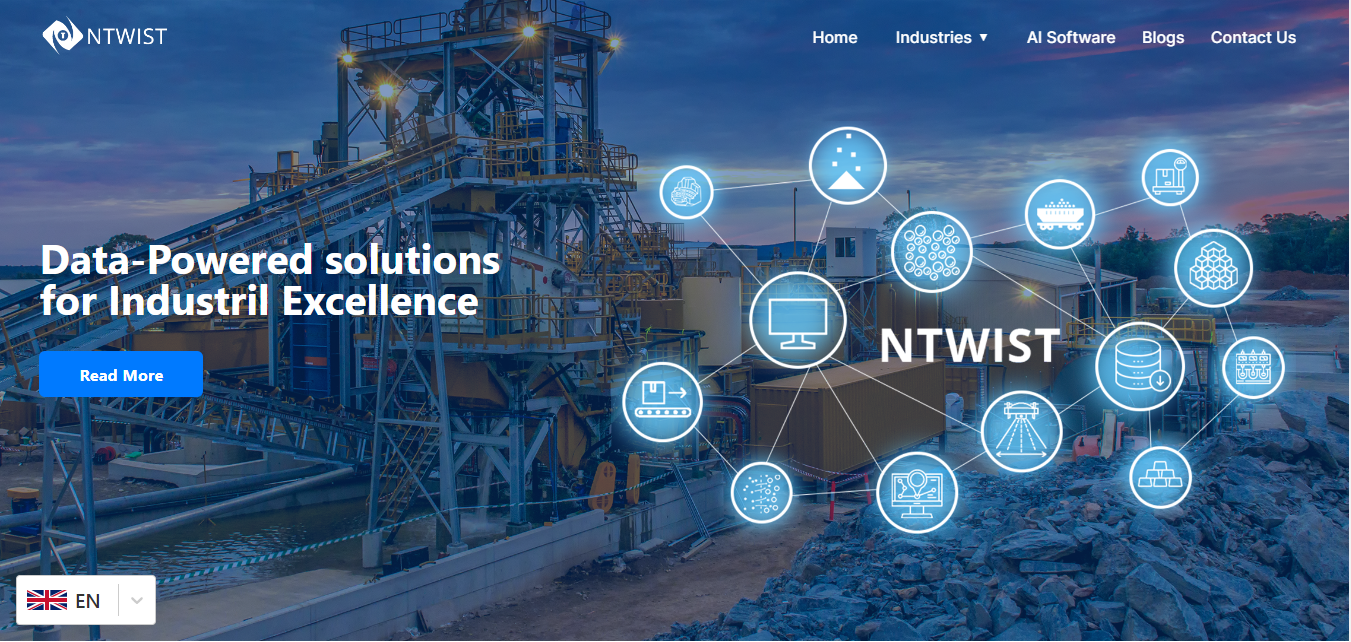 NTWIST
Home Industries ▼ AI Software Blogs Contact Us
Data-Powered solutions
for Industril Excellence
NTWIST
Read More
EN